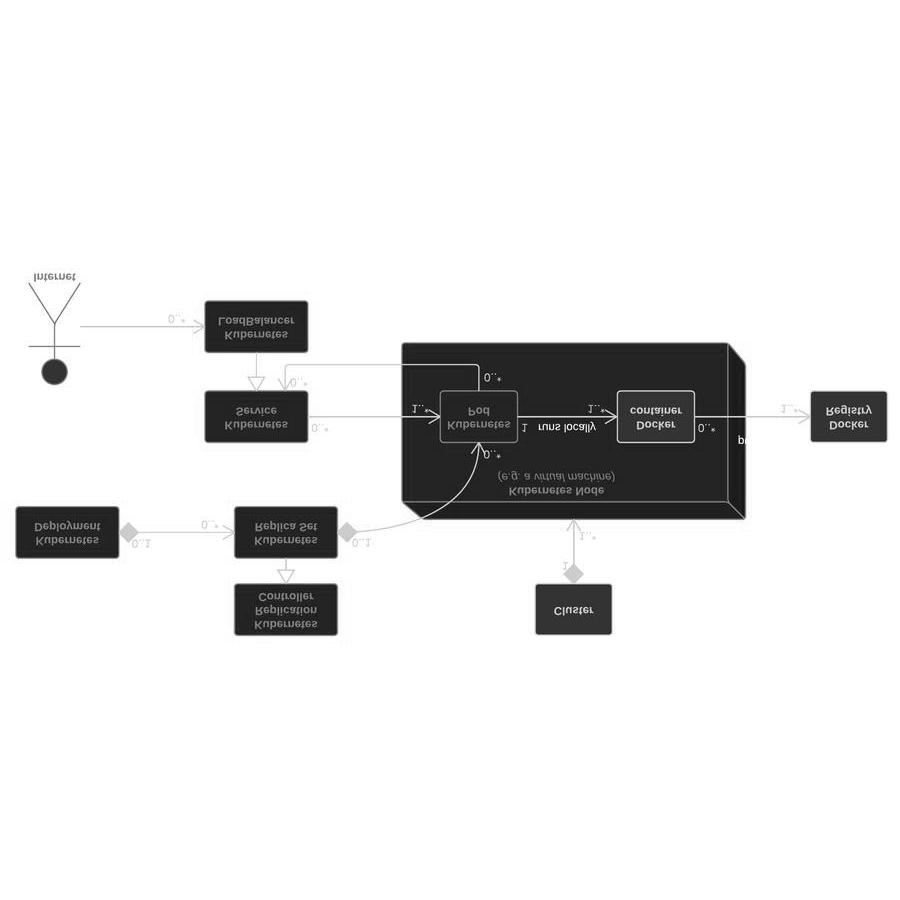 Kubernetes
Replication
Controller
Cluster
1
1..*
Kubernetes
Deployment
0..1
0..*
Kubernetes
Replica Set
0..1
0..*
Kubernetes Node
(e.g. a virtual machine)
Kubernetes
Service
0..*
1..*
Kubernetes
Pod
1
runs locally
1..*
Docker
container
0..*
1..*
Docker
Registry
0..*
0..*
Kubernetes
LoadBalancer
0..*
Internet